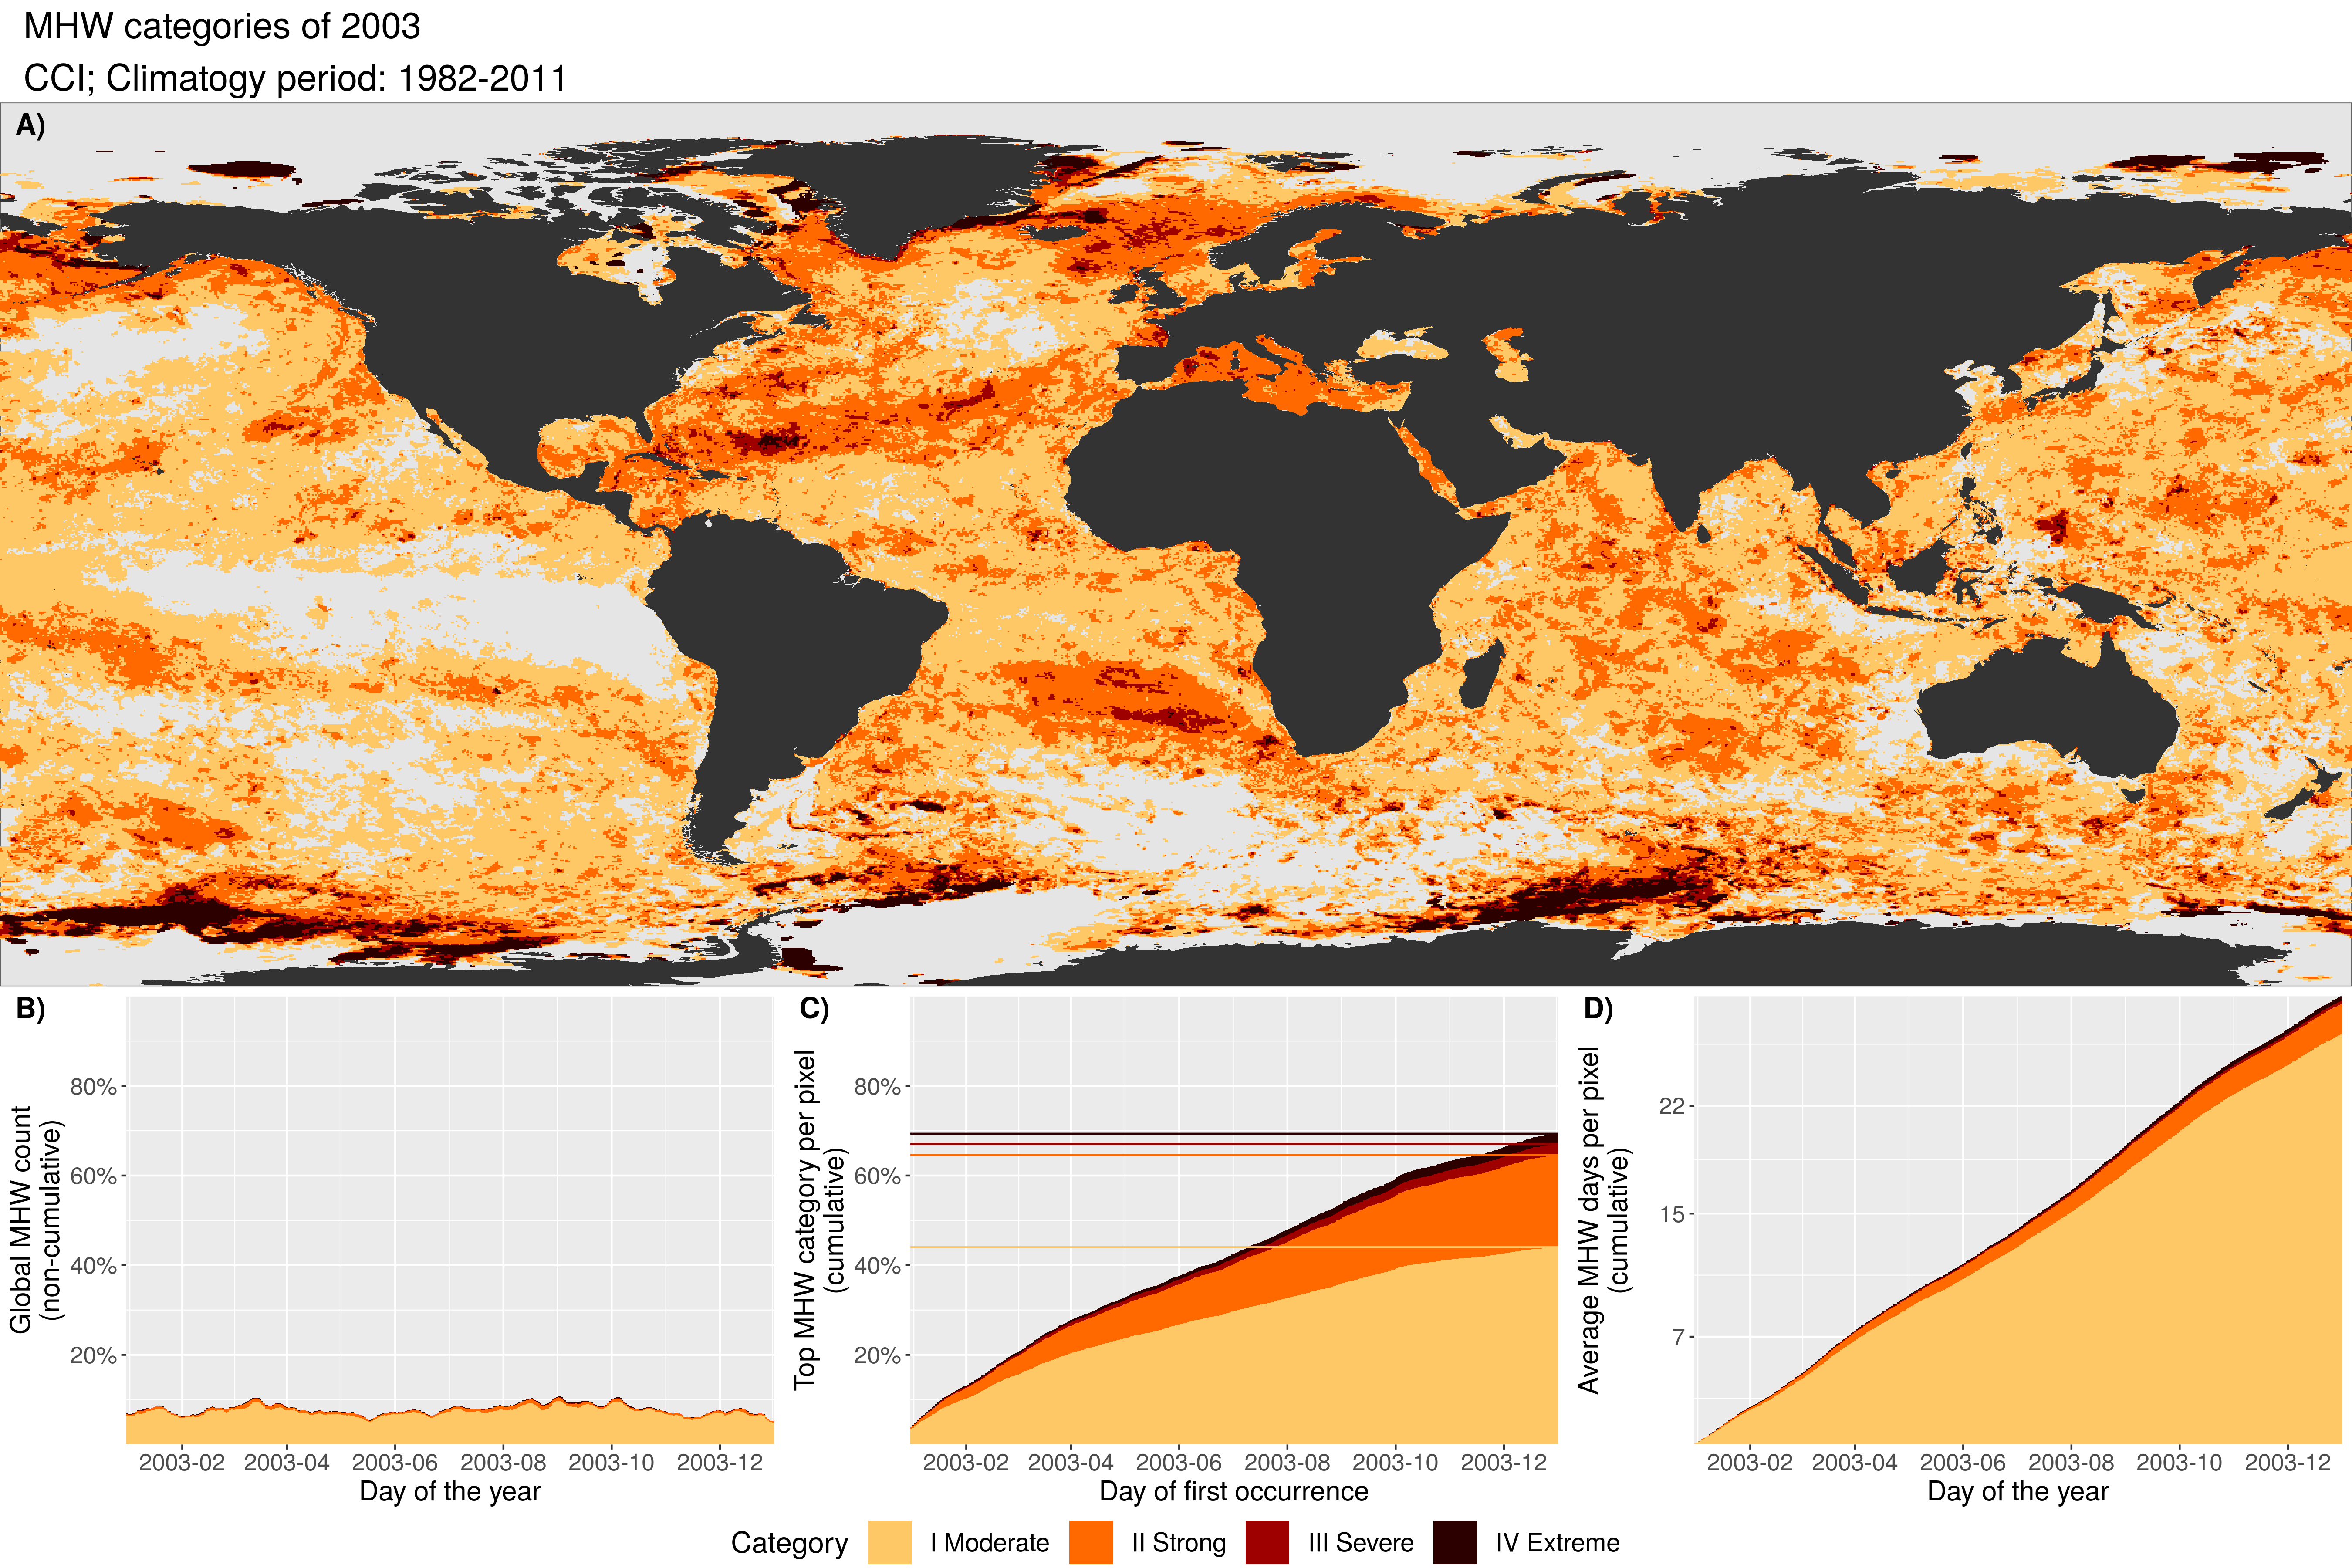 MHW categories of 2003
CCI; Climatogy period: 1982-2011
A)
B)
Global MHW count
(non-cumulative)
80%
60%
40%
20%
2003-02 2003-04 2003-06 2003-08 2003-10 2003-12
Day of the year
C)
Top MHW category per pixel
(cumulative)
80%
60%
40%
20%
2003-02 2003-04 2003-06 2003-08 2003-10 2003-12
Day of first occurrence
D)
Average MHW days per pixel
(cumulative)
22
15
7
2003-02 2003-04 2003-06 2003-08 2003-10 2003-12
Day of the year
Category I Moderate II Strong III Severe IV Extreme